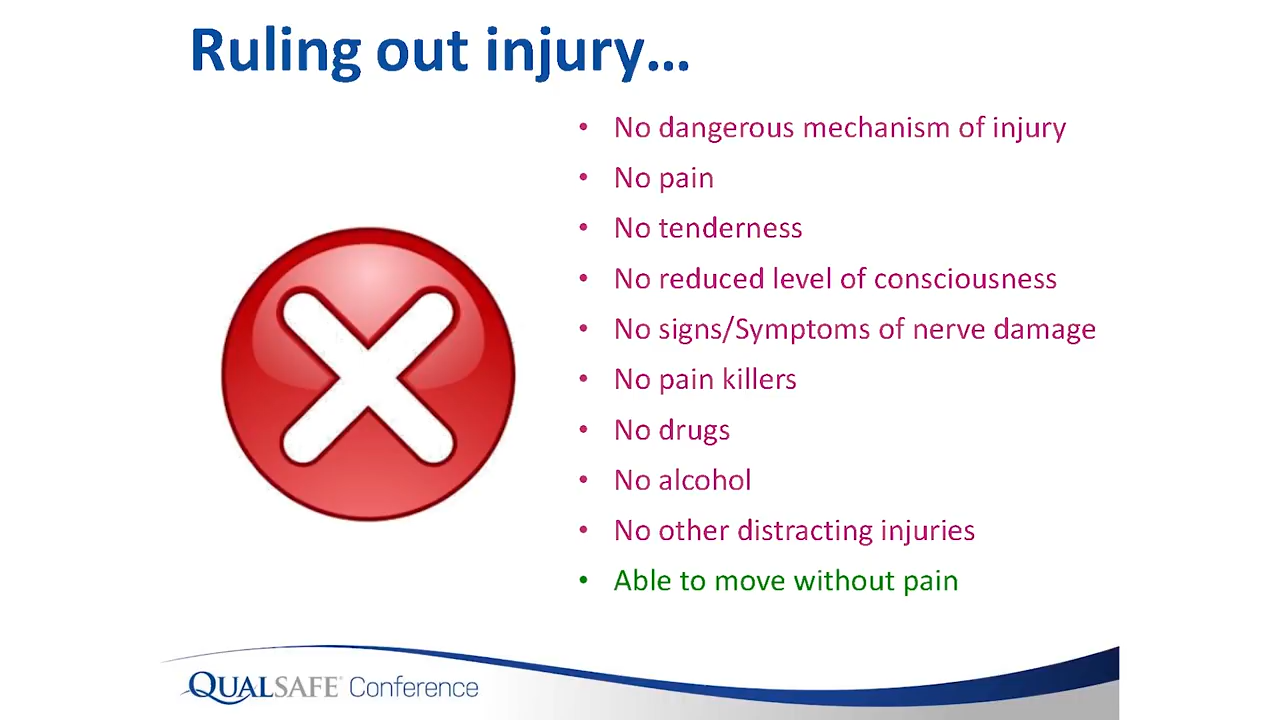 Ruling out injury...
• No dangerous mechanism of injury
• No pain
• No tenderness
• No reduced level of consciousness
• No signs/Symptoms of nerve damage
• No pain killers
• No drugs
• No alcohol
• No other distracting injuries
• Able to move without pain
QUALSAFE Conference